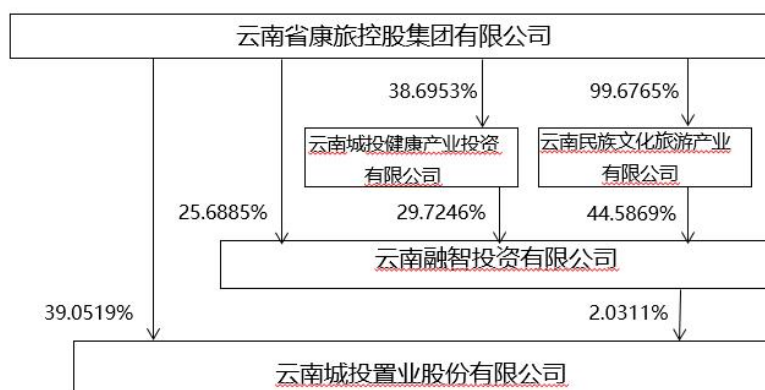 云南省康旅控股集团有限公司
38.6953%
99.6765%
云南城投健康产业投资
有限公司
云南民族文化旅游产业
有限公司
25.6885%
29.7246%
44.5869%
云南融智投资有限公司
39.0519%
2.0311%
云南城投置业股份有限公司